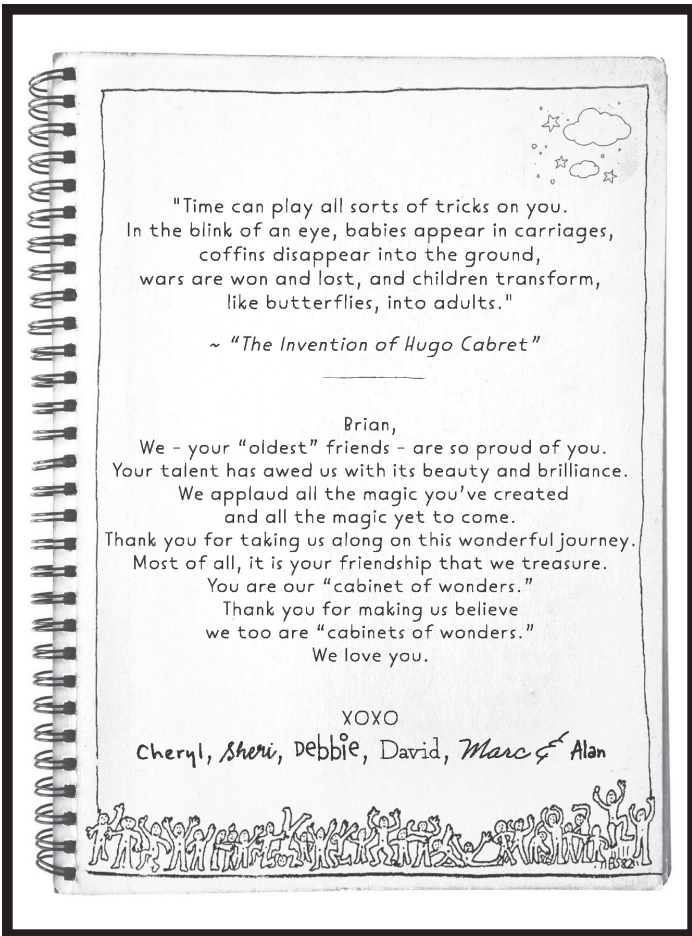 "Time can play all sorts of tricks on you.
In the blink of an eye, babies appear in carriages,
coffins disappear into the ground,
wars are won and lost, and children transform,
like butterflies, into adults."
~ “The Invention of Hugo Cabret”
Brian,
We - your “oldest” friends - are so proud of you.
Your talent has awed us with its beauty and brilliance.
We applaud all the magic you’ve created
and all the magic yet to come.
Thank you for taking us along on this wonderful journey.
Most of all, it is your friendship that we treasure.
You are our “cabinet of wonders.”
Thank you for making us believe
we too are “cabinets of wonders.”
We love you.
XOXO
Cheryl, Sheri, Debbie, David, Marc & Alan